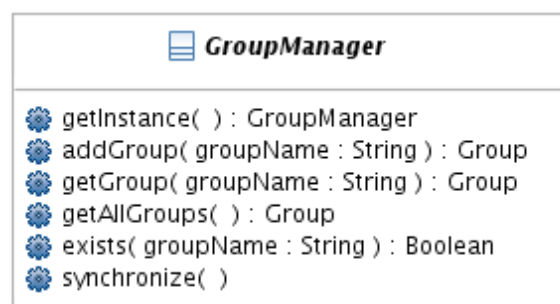 GroupManager
getInstance( ) : GroupManager
addGroup( groupName : String ) : Group
getGroup( groupName : String ) : Group
getAllGroups( ) : Group
exists( groupName : String ) : Boolean
synchronize( )